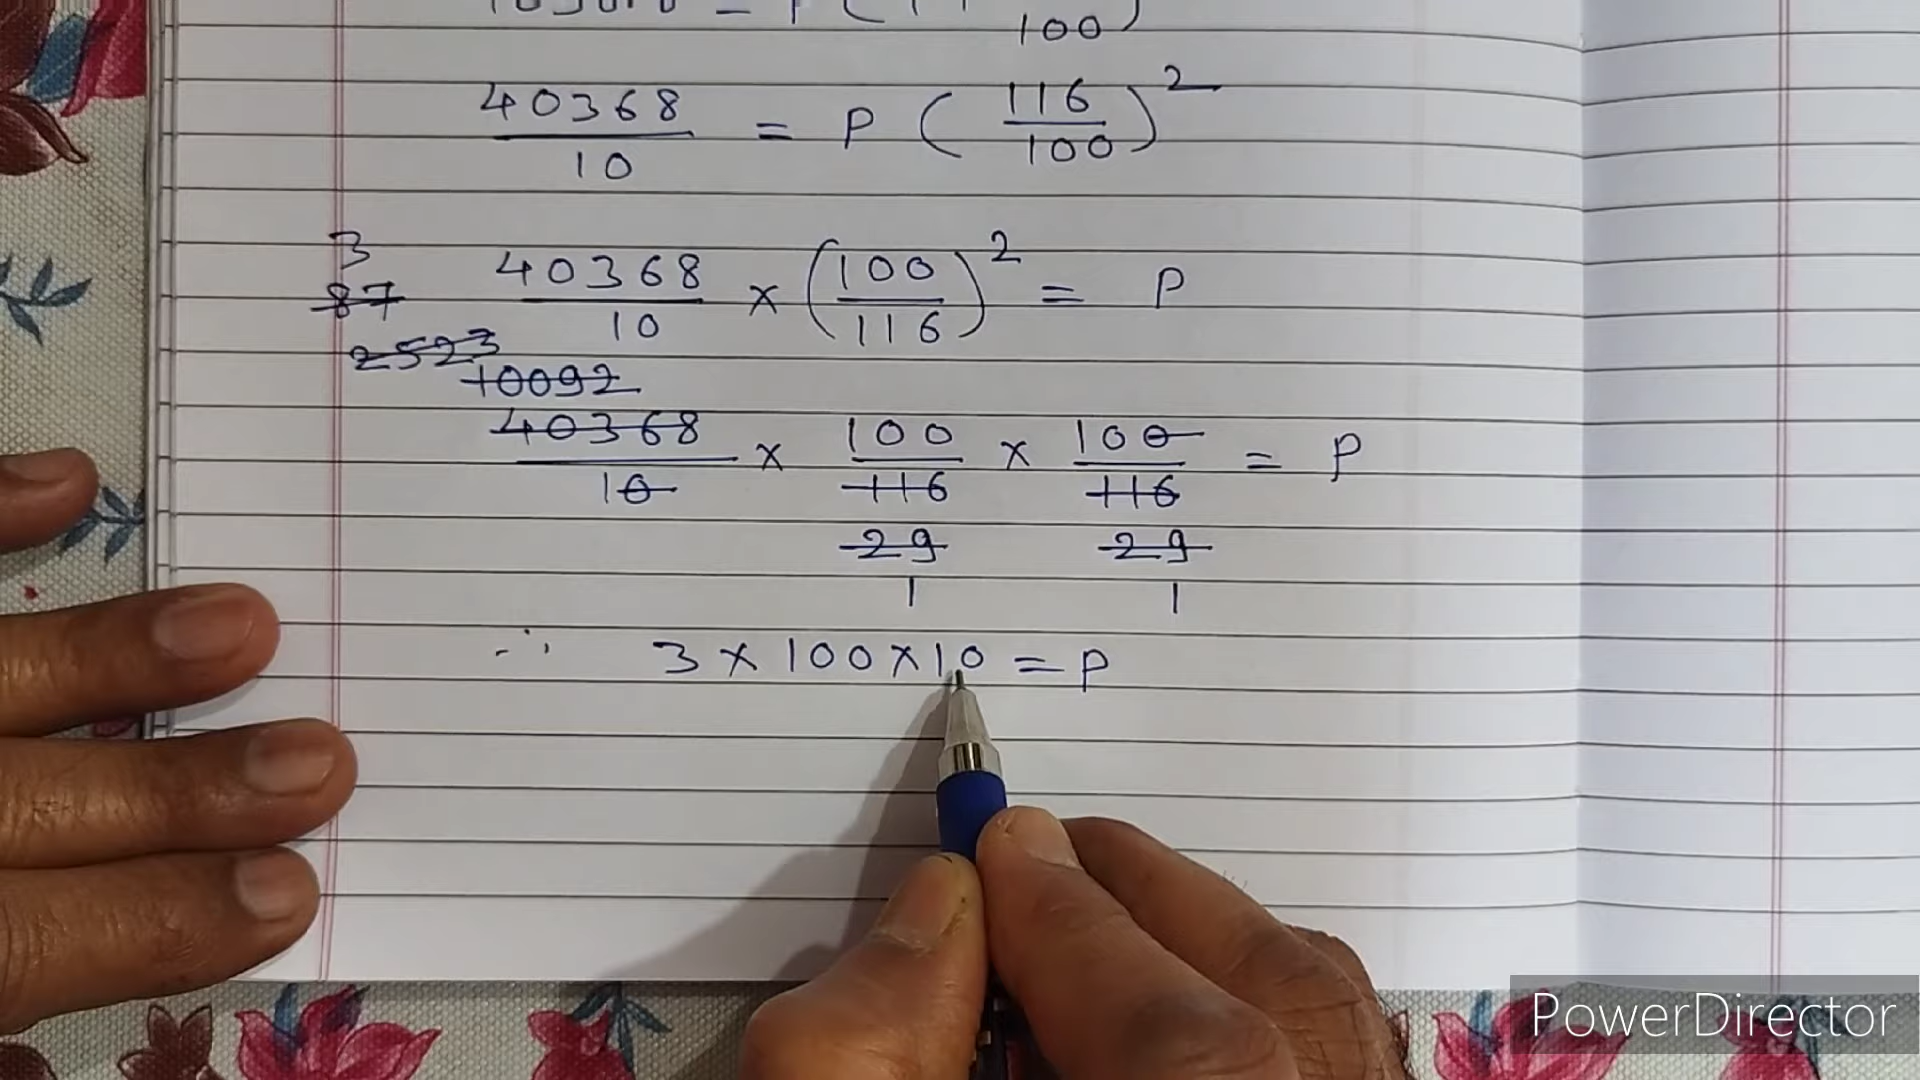 100
40368/10 = P (116/100)²
3
87 40368/10 × (100/116)² = P
2523
10092
40368/10 × 100/116 × 100/116 = P
29 29
1 1
∴ 3 × 100 × 10 = P
PowerDirector